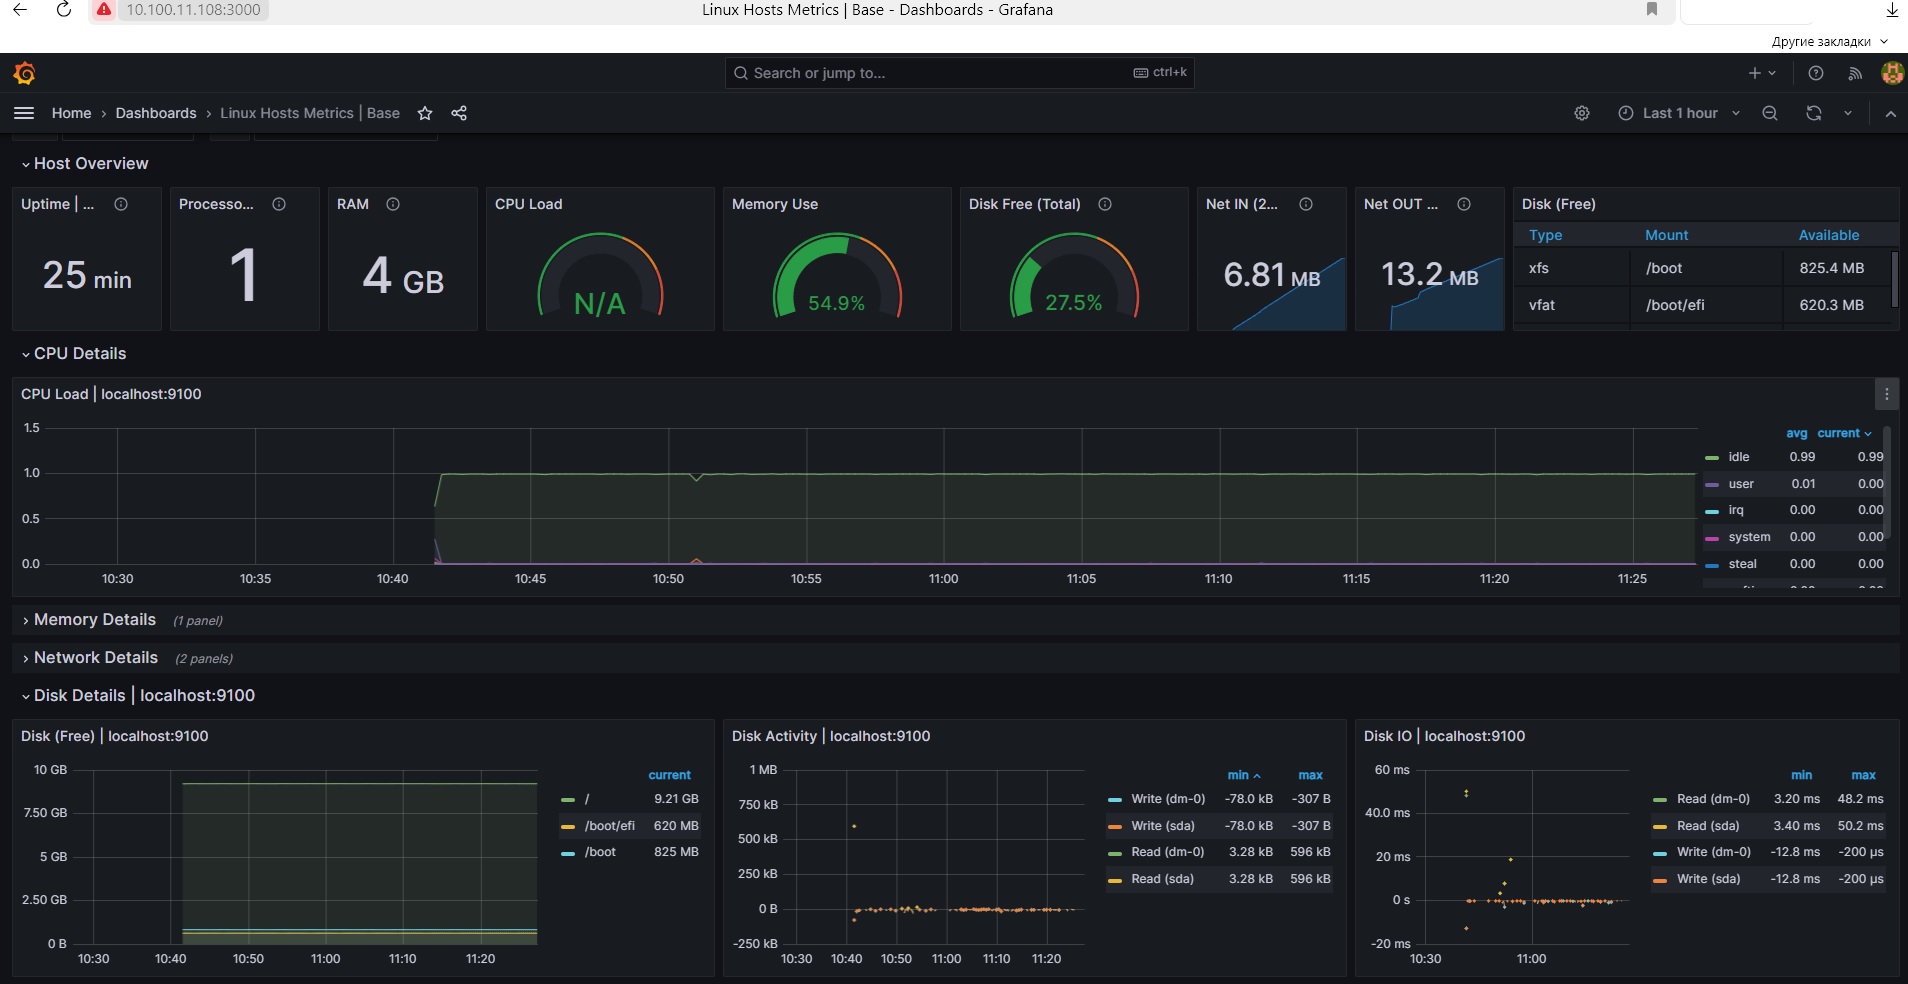 10.100.11.108:3000
Linux Hosts Metrics | Base - Dashboards - Grafana
Другие закладки
Search or jump to...
ctrl+k
Home › Dashboards › Linux Hosts Metrics | Base
Last 1 hour
Host Overview
Uptime | ...
25 min
Processo...
1
RAM
4 GB
CPU Load
N/A
Memory Use
54.9%
Disk Free (Total)
27.5%
Net IN (2...
6.81 MB
Net OUT ...
13.2 MB
Disk (Free)
Type Mount Available
xfs /boot 825.4 MB
vfat /boot/efi 620.3 MB
CPU Details
CPU Load | localhost:9100
1.5
1.0
0.5
0.0
10:30 10:35 10:40 10:45 10:50 10:55 11:00 11:05 11:10 11:15 11:20 11:25
avg current
idle 0.99 0.99
user 0.01 0.00
irq 0.00 0.00
system 0.00 0.00
steal 0.00 0.00
Memory Details (1 panel)
Network Details (2 panels)
Disk Details | localhost:9100
Disk (Free) | localhost:9100
10 GB
7.50 GB
5 GB
2.50 GB
0 B
10:30 10:40 10:50 11:00 11:10 11:20
current
/ 9.21 GB
/boot/efi 620 MB
/boot 825 MB
Disk Activity | localhost:9100
1 MB
750 kB
500 kB
250 kB
0 B
-250 kB
10:30 10:40 10:50 11:00 11:10 11:20
min max
Write (dm-0) -78.0 kB -307 B
Write (sda) -78.0 kB -307 B
Read (dm-0) 3.28 kB 596 kB
Read (sda) 3.28 kB 596 kB
Disk IO | localhost:9100
60 ms
40.0 ms
20 ms
0 s
-20 ms
10:30 11:00
min max
Read (dm-0) 3.20 ms 48.2 ms
Read (sda) 3.40 ms 50.2 ms
Write (dm-0) -12.8 ms -200 µs
Write (sda) -12.8 ms -200 µs